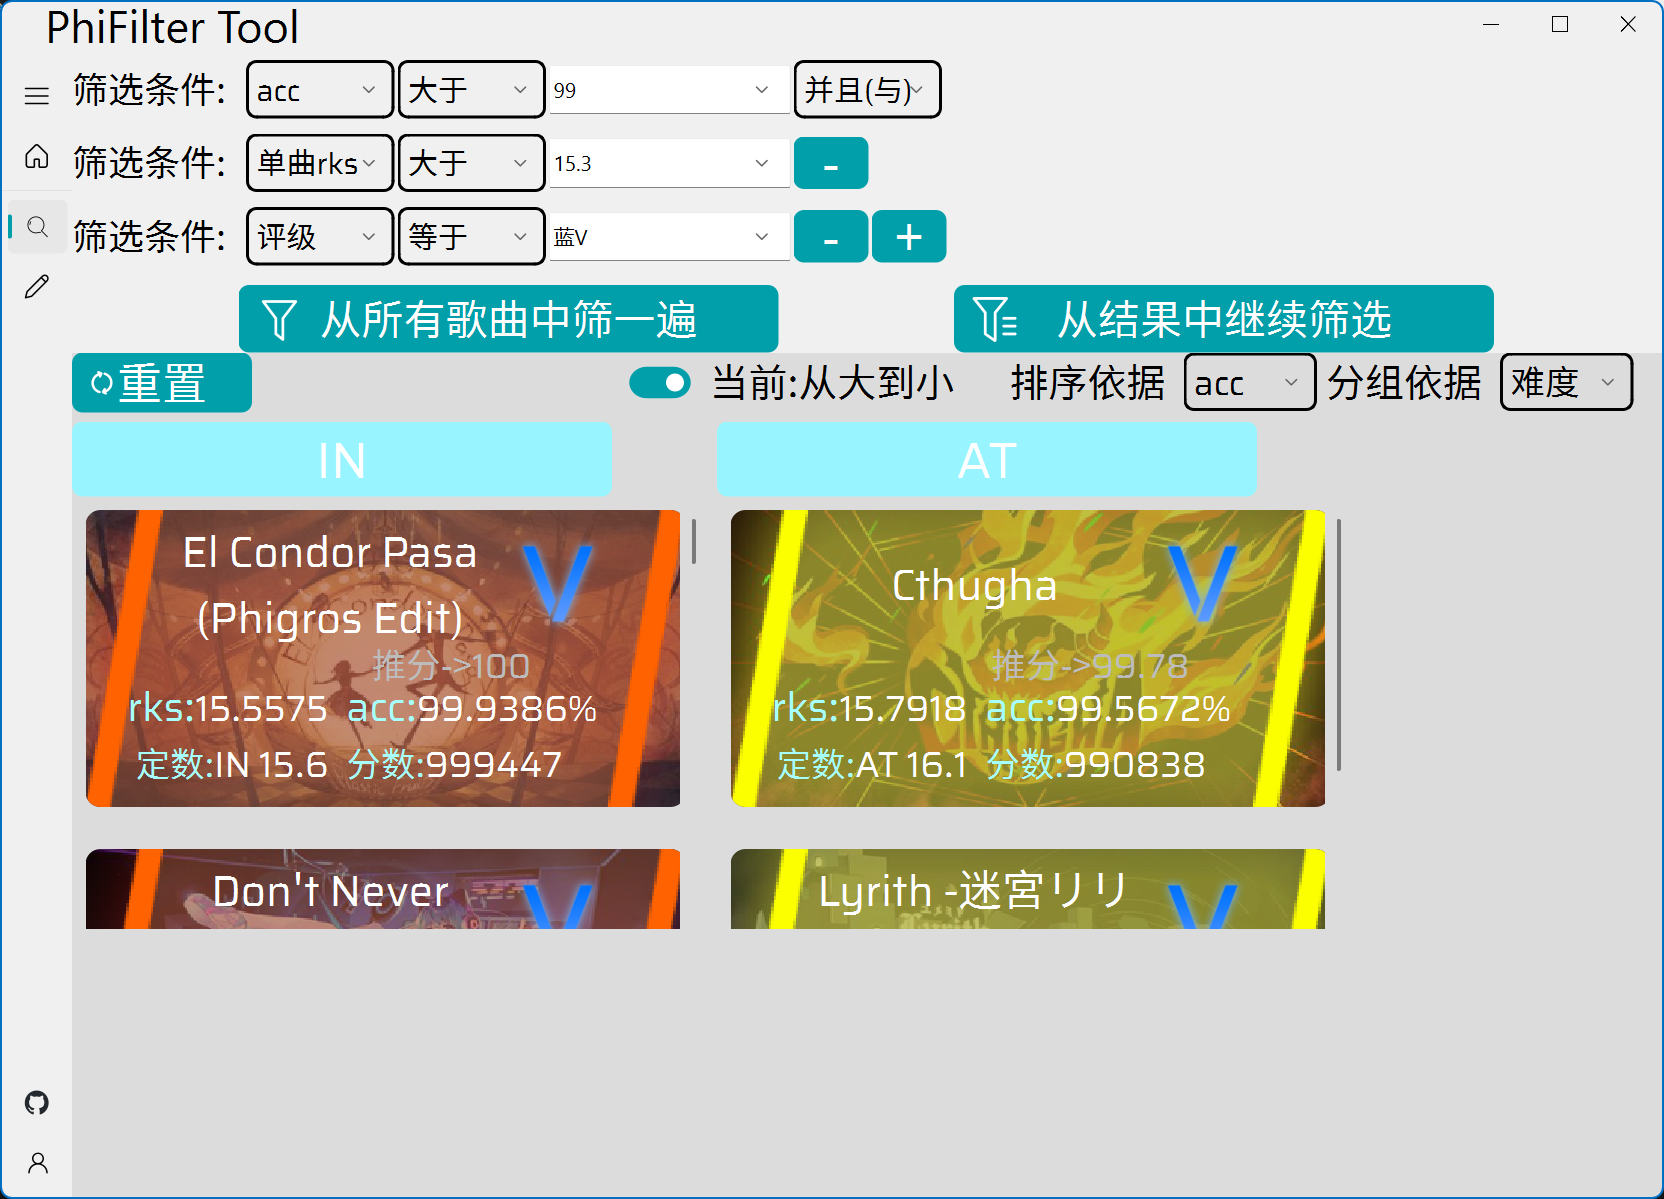 PhiFilter Tool
筛选条件: acc 大于 99 并且(与)
筛选条件: 单曲rks 大于 15.3 -
筛选条件: 评级 等于 蓝V - +
从所有歌曲中筛一遍 从结果中继续筛选
重置 当前:从大到小 排序依据 acc 分组依据 难度
IN AT
El Condor Pasa
(Phigros Edit)
V
推分->100
rks:15.5575 acc:99.9386%
定数:IN 15.6 分数:999447
Cthugha
V
推分->99.78
rks:15.7918 acc:99.5672%
定数:AT 16.1 分数:990838
Don't Never
V
Lyrith -迷宮リリ
V